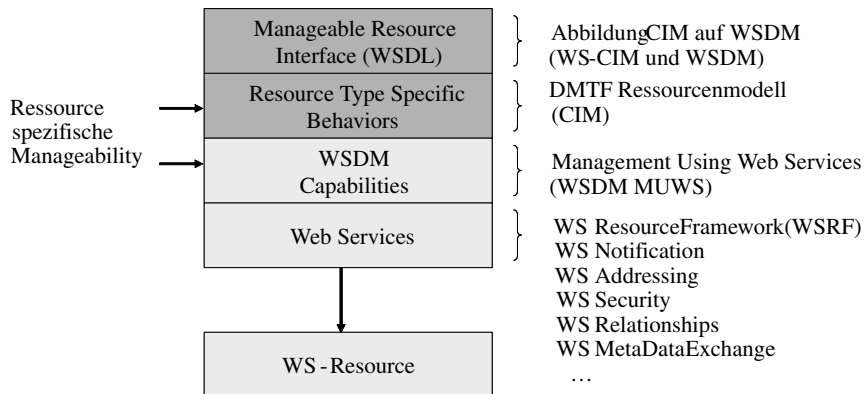 Manageable Resource
Interface (WSDL)
AbbildungCIM auf WSDM
(WS-CIM und WSDM)
Ressource
spezifische
Manageability
Resource Type Specific
Behaviors
DMTF Ressourcenmodell
(CIM)
WSDM
Capabilities
Management Using Web Services
(WSDM MUWS)
Web Services
WS ResourceFramework(WSRF)
WS Notification
WS Addressing
WS Security
WS Relationships
WS MetaDataExchange
…
WS - Resource